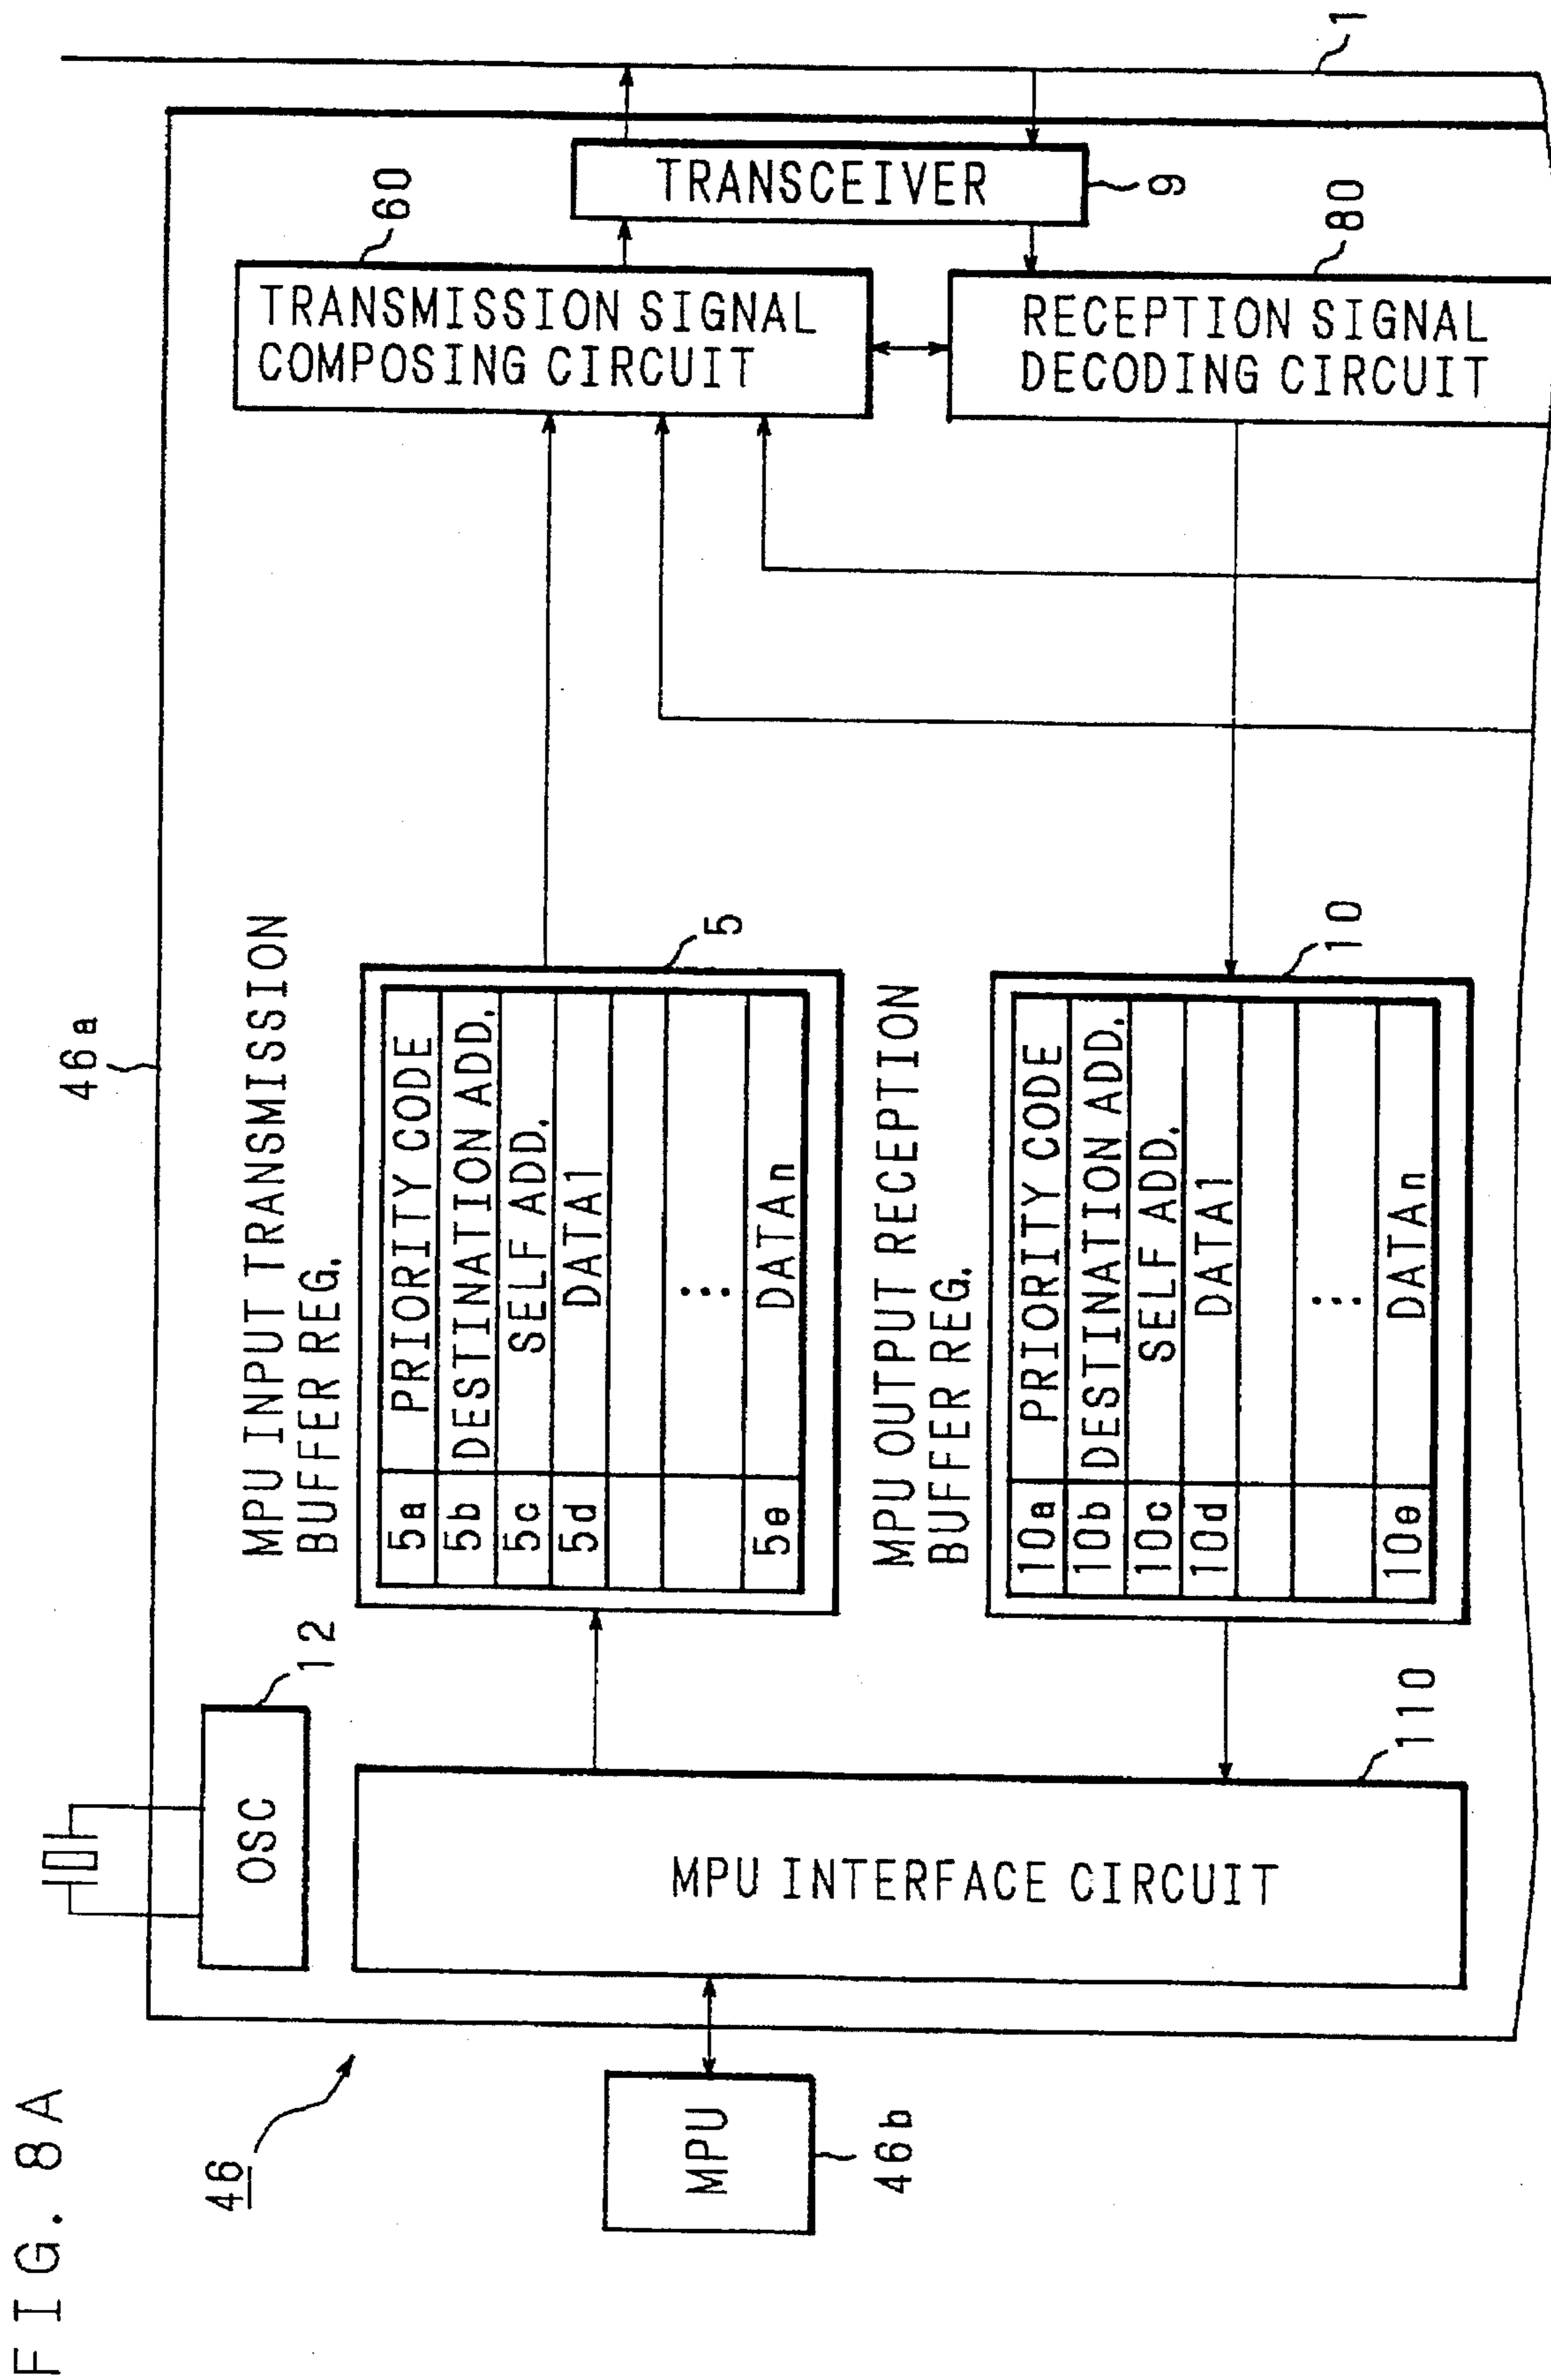 FIG. 8A
46
46a
OSC
12
MPU
46b
MPU INTERFACE CIRCUIT
110
MPU INPUT TRANSMISSION
BUFFER REG.
5
5a PRIORITY CODE
5b DESTINATION ADD.
5c SELF ADD.
5d DATA1
⋮
5e DATAn
MPU OUTPUT RECEPTION
BUFFER REG.
10
10a PRIORITY CODE
10b DESTINATION ADD.
10c SELF ADD.
10d DATA1
⋮
10e DATAn
TRANSMISSION SIGNAL
COMPOSING CIRCUIT
60
RECEPTION SIGNAL
DECODING CIRCUIT
80
TRANSCEIVER
9
1